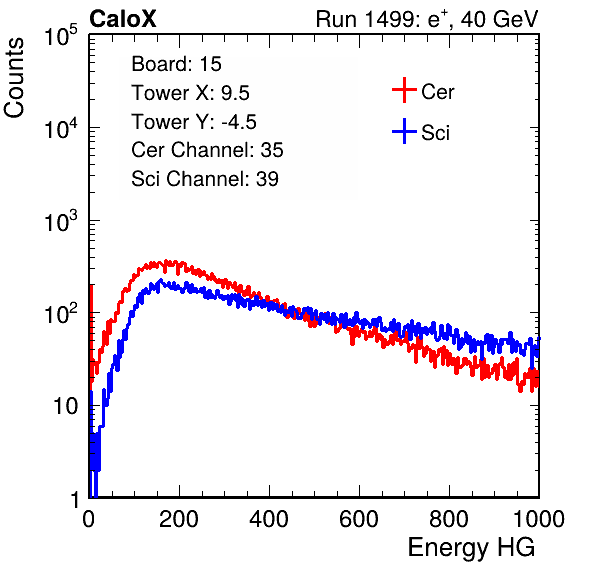 CaloX Run 1499: e⁺, 40 GeV
Counts
10⁵
10⁴
10³
10²
10
1
Board: 15
Tower X: 9.5
Tower Y: -4.5
Cer Channel: 35
Sci Channel: 39
Cer
Sci
0 200 400 600 800 1000
Energy HG